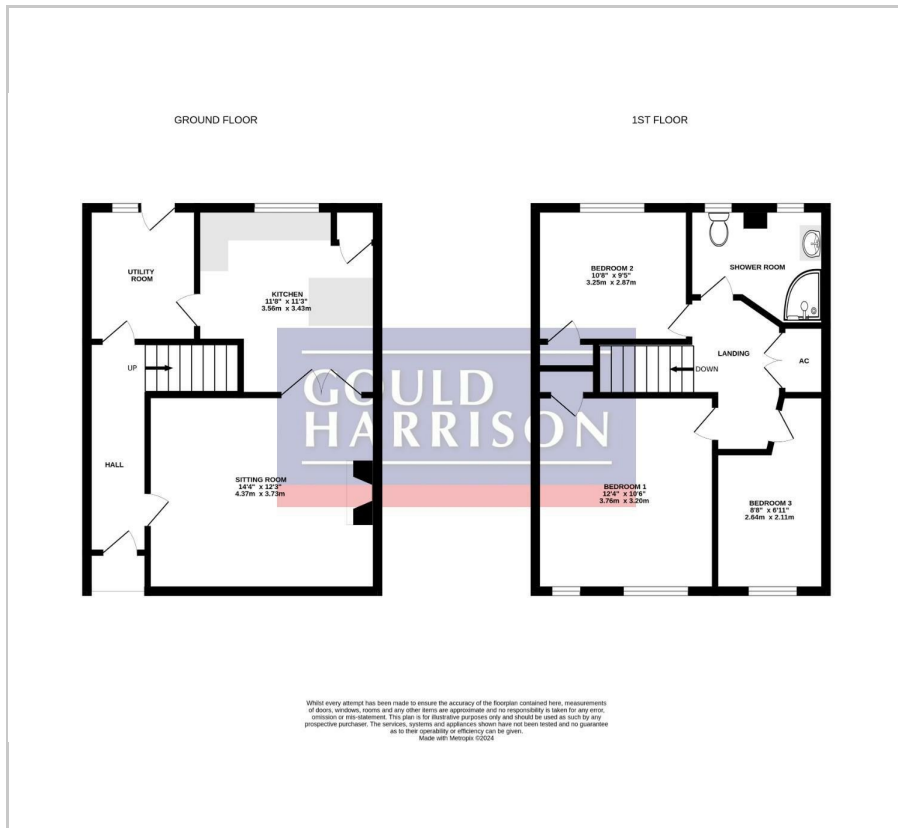 GROUND FLOOR
1ST FLOOR
UTILITY
ROOM
KITCHEN
11'8" x 11'3"
3.56m x 3.43m
UP
HALL
SITTING ROOM
14'4" x 12'3"
4.37m x 3.73m
BEDROOM 2
10'8" x 9'5"
3.25m x 2.87m
SHOWER ROOM
LANDING
AC
DOWN
BEDROOM 1
12'4" x 10'6"
3.76m x 3.20m
BEDROOM 3
8'8" x 6'11"
2.64m x 2.11m
GOULD
HARRISON
Whilst every attempt has been made to ensure the accuracy of the floorplan contained here, measurements
of doors, windows, rooms and any other items are approximate and no responsibility is taken for any error,
omission or mis-statement. This plan is for illustrative purposes only and should be used as such by any
prospective purchaser. The services, systems and appliances shown have not been tested and no guarantee
as to their operability or efficiency can be given.
Made with Metropix ©2024